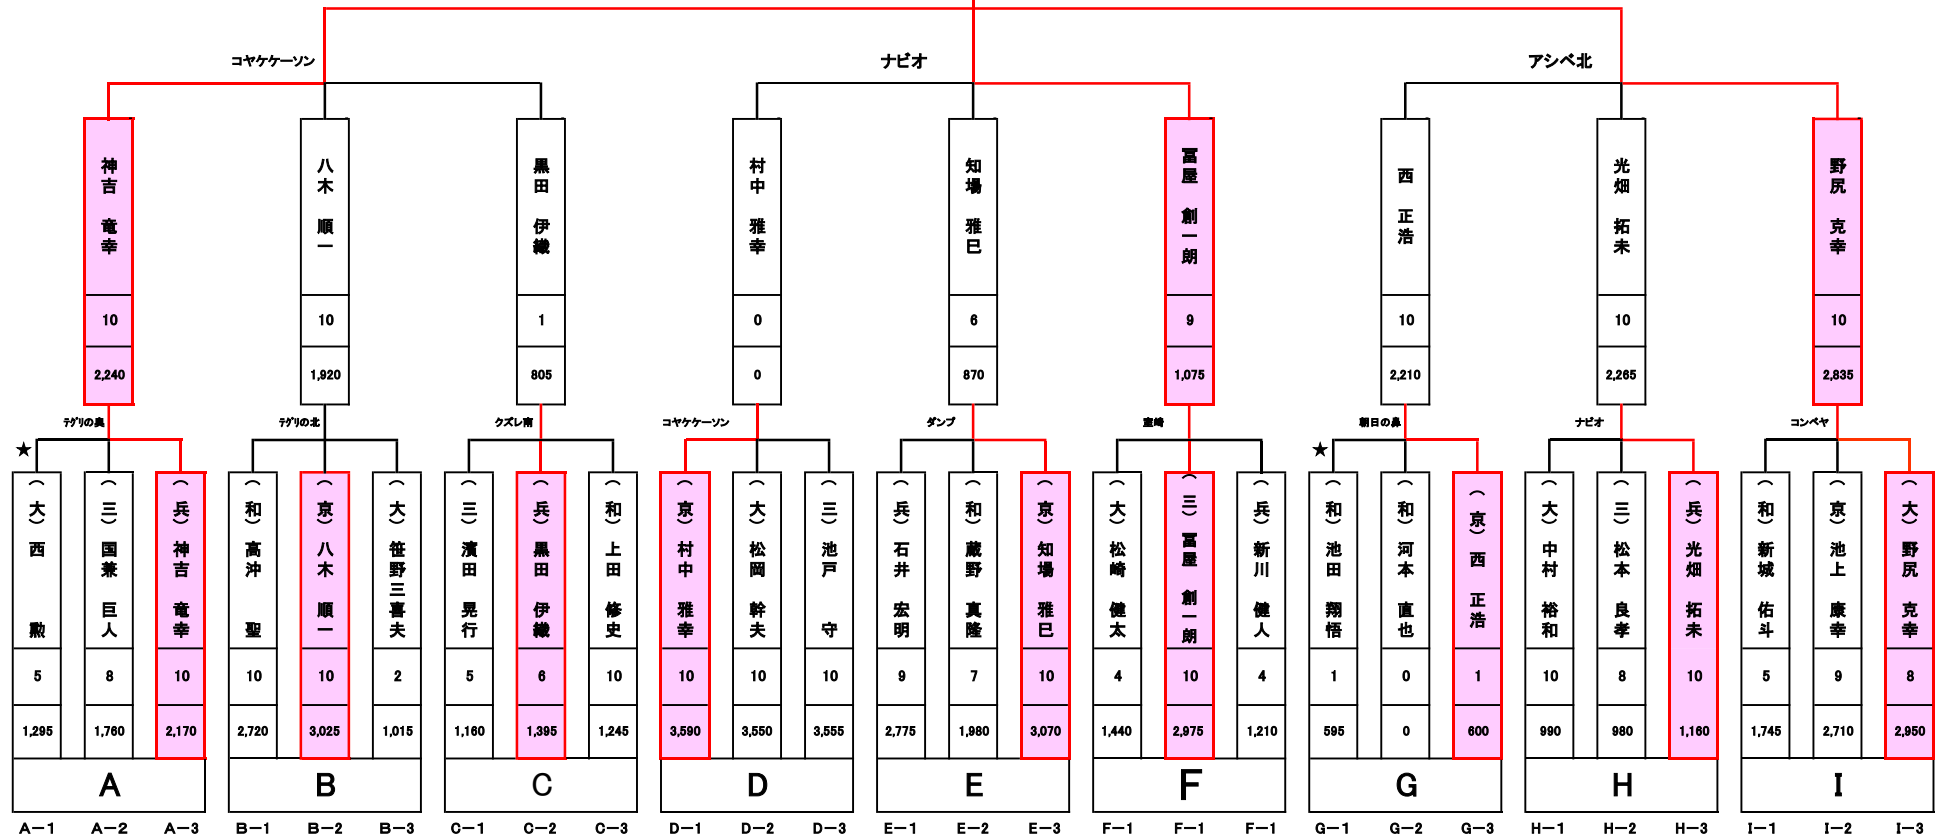 コヤケケーソン
ナビオ
アシベ北
神吉 竜幸
八木 順一
黒田 伊織
村中 雅幸
知場 雅巳
冨屋 創一朗
西 正浩
光畑 拓未
野尻 克幸
10 10 1 0 6 9 10 10 10
2,240 1,920 805 0 870 1,075 2,210 2,265 2,835
ﾃｸﾞﾘの奥
ﾃｸﾞﾘの北
クズレ南
コヤケケーソン
ダンプ
室崎
朝日の鼻
ナビオ
コンベヤ
★ ★
(大) 西 勲
(三) 国兼 巨人
(兵) 神吉 竜幸
(和) 高沖 聖
(京) 八木 順一
(大) 笹野三喜夫
(三) 濱田 晃行
(兵) 黒田 伊織
(和) 上田 修史
(京) 村中 雅幸
(大) 松岡 幹夫
(三) 池戸 守
(兵) 石井 宏明
(和) 蔵野 真隆
(京) 知場 雅巳
(大) 松崎 健太
(三) 冨屋 創一朗
(兵) 新川 健人
(和) 池田 翔悟
(和) 河本 直也
(京) 西 正浩
(大) 中村 裕和
(三) 松本 良孝
(兵) 光畑 拓未
(和) 新城 佑斗
(京) 池上 康幸
(大) 野尻 克幸
5 8 10 10 10 2 5 6 10 10 10 10 9 7 10 4 10 4 1 0 1 10 8 10 5 9 8
1,295 1,760 2,170 2,720 3,025 1,015 1,160 1,395 1,245 3,590 3,550 3,555 2,775 1,980 3,070 1,440 2,975 1,210 595 0 600 990 980 1,160 1,745 2,710 2,950
A B C D E F G H I
A－1 A－2 A－3 B－1 B－2 B－3 C－1 C－2 C－3 D－1 D－2 D－3 E－1 E－2 E－3 F－1 F－1 F－1 G－1 G－2 G－3 H－1 H－2 H－3 I－1 I－2 I－3